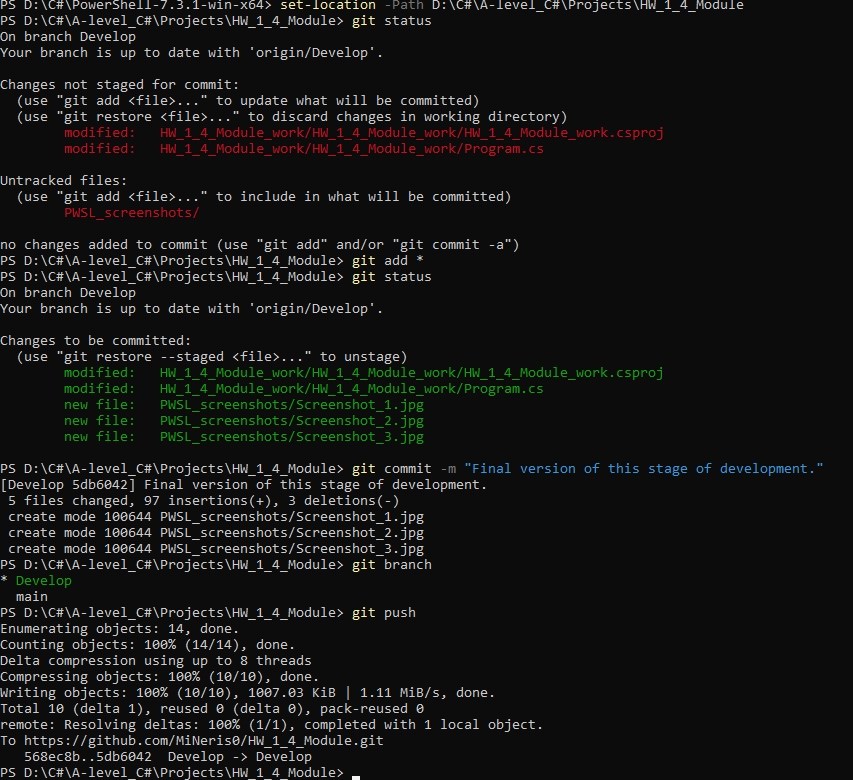 PS D:\C#\PowerShell-7.3.1-win-x64> set-location -Path D:\C#\A-level_C#\Projects\HW_1_4_Module
PS D:\C#\A-level_C#\Projects\HW_1_4_Module> git status
On branch Develop
Your branch is up to date with 'origin/Develop'.
Changes not staged for commit:
(use "git add <file>..." to update what will be committed)
(use "git restore <file>..." to discard changes in working directory)
modified: HW_1_4_Module_work/HW_1_4_Module_work/HW_1_4_Module_work.csproj
modified: HW_1_4_Module_work/HW_1_4_Module_work/Program.cs
Untracked files:
(use "git add <file>..." to include in what will be committed)
PWSL_screenshots/
no changes added to commit (use "git add" and/or "git commit -a")
PS D:\C#\A-level_C#\Projects\HW_1_4_Module> git add *
PS D:\C#\A-level_C#\Projects\HW_1_4_Module> git status
On branch Develop
Your branch is up to date with 'origin/Develop'.
Changes to be committed:
(use "git restore --staged <file>..." to unstage)
modified: HW_1_4_Module_work/HW_1_4_Module_work/HW_1_4_Module_work.csproj
modified: HW_1_4_Module_work/HW_1_4_Module_work/Program.cs
new file: PWSL_screenshots/Screenshot_1.jpg
new file: PWSL_screenshots/Screenshot_2.jpg
new file: PWSL_screenshots/Screenshot_3.jpg
PS D:\C#\A-level_C#\Projects\HW_1_4_Module> git commit -m "Final version of this stage of development."
[Develop 5db6042] Final version of this stage of development.
5 files changed, 97 insertions(+), 3 deletions(-)
create mode 100644 PWSL_screenshots/Screenshot_1.jpg
create mode 100644 PWSL_screenshots/Screenshot_2.jpg
create mode 100644 PWSL_screenshots/Screenshot_3.jpg
PS D:\C#\A-level_C#\Projects\HW_1_4_Module> git branch
* Develop
main
PS D:\C#\A-level_C#\Projects\HW_1_4_Module> git push
Enumerating objects: 14, done.
Counting objects: 100% (14/14), done.
Delta compression using up to 8 threads
Compressing objects: 100% (10/10), done.
Writing objects: 100% (10/10), 1007.03 KiB | 1.11 MiB/s, done.
Total 10 (delta 1), reused 0 (delta 0), pack-reused 0
remote: Resolving deltas: 100% (1/1), completed with 1 local object.
To https://github.com/MiNeris0/HW_1_4_Module.git
568ec8b..5db6042 Develop -> Develop
PS D:\C#\A-level_C#\Projects\HW_1_4_Module>